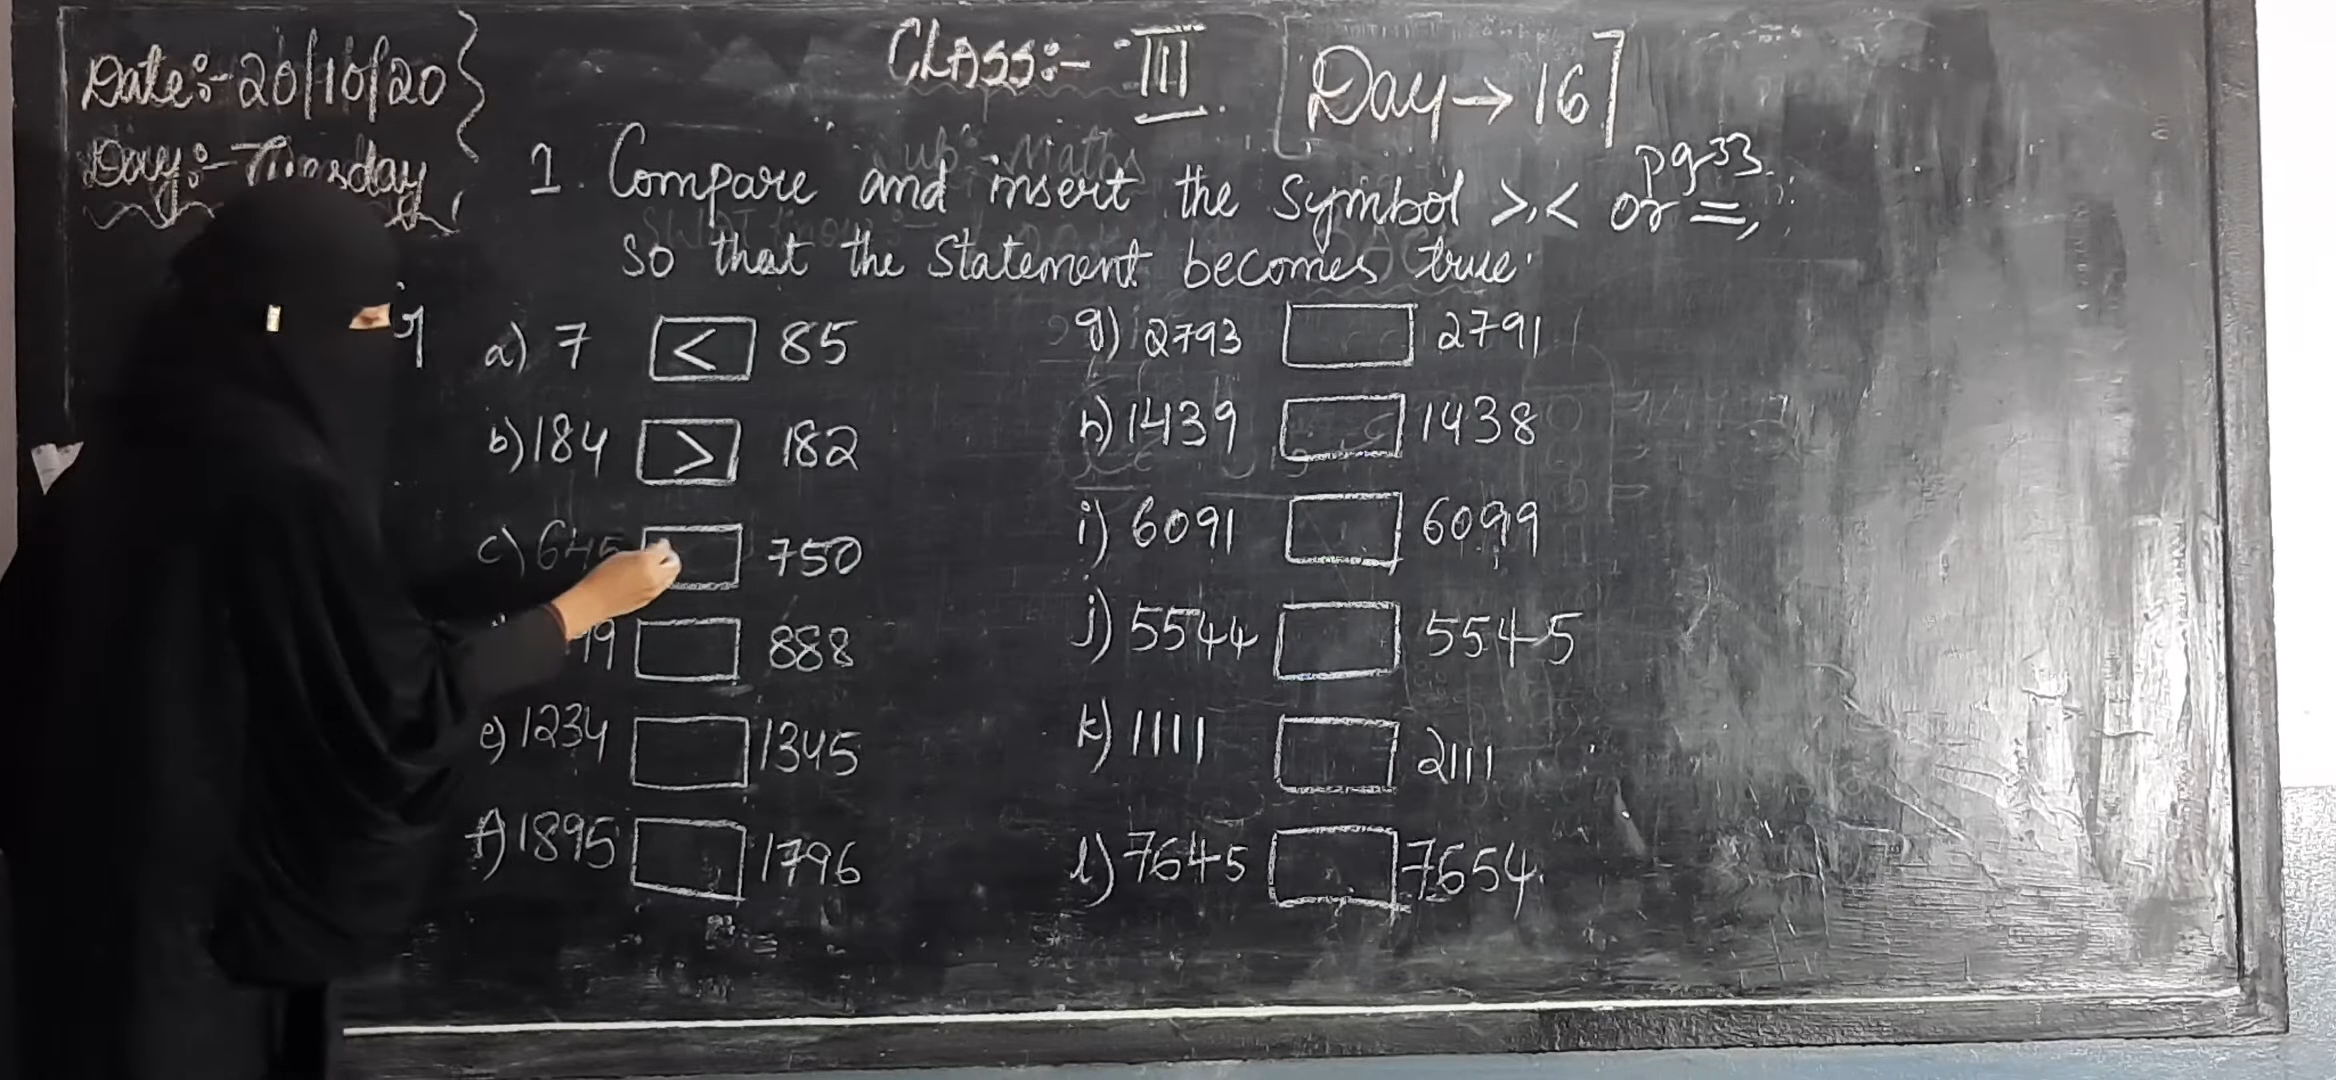 Date:- 20/10/20
Day:- Tuesday
CLASS:- III
[Day → 16]
pg-33
1. Compare and insert the symbol >, < or =,
so that the statement becomes true.
a) 7 < 85
b) 184 > 182
c) 645 750
99 888
e) 1234 1345
f) 1895 1796
g) 2793 2791
h) 1439 1438
i) 6091 6099
j) 5544 5545
k) 1111 2111
l) 7645 7654.